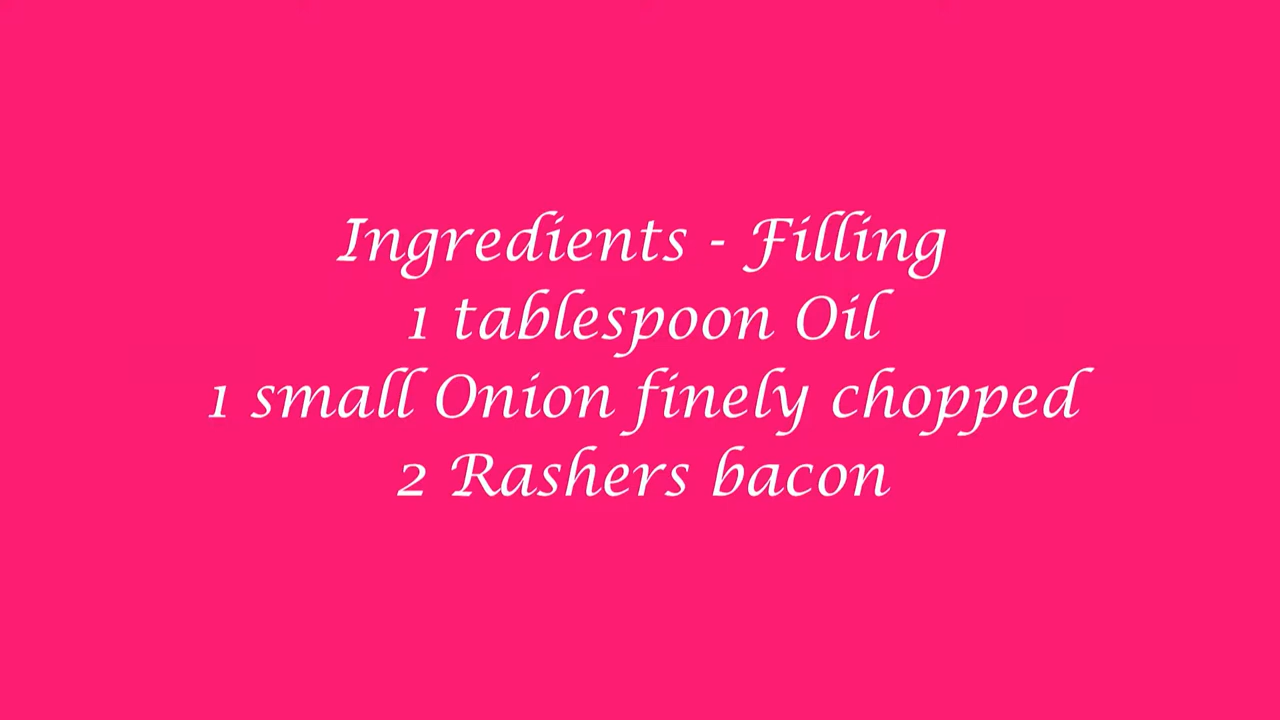 Ingredients - Filling
1 tablespoon Oil
1 small Onion finely chopped
2 Rashers bacon